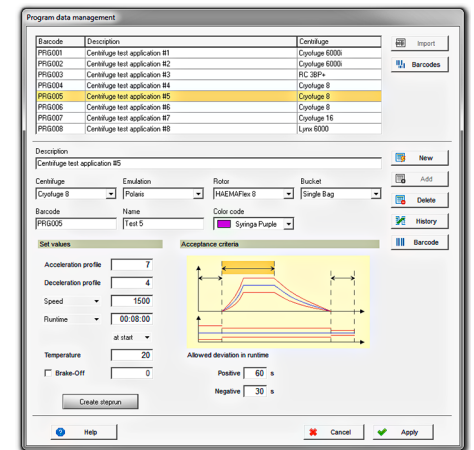 Program data management
Barcode Description Centrifuge
PRG001 Centrifuge test application #1 Cryofuge 6000i
PRG002 Centrifuge test application #2 Cryofuge 6000i
PRG003 Centrifuge test application #3 RC 3BP+
PRG004 Centrifuge test application #4 Cryofuge 8
PRG005 Centrifuge test application #5 Cryofuge 8
PRG006 Centrifuge test application #6 Cryofuge 8
PRG007 Centrifuge test application #7 Cryofuge 16
PRG008 Centrifuge test application #8 Lynx 6000
Import
Barcodes
Description
Centrifuge test application #5
New
Centrifuge Emulation Rotor Bucket
Add
Cryofuge 8 Polaris HAEMAFlex 8 Single Bag
Delete
Barcode Name Color code
PRG005 Test 5 Syringa Purple
History
Set values Acceptance criteria
Barcode
Acceleration profile 7
Deceleration profile 4
Speed 1500
Runtime 00:08:00
at start
Temperature 20
Allowed deviation in runtime
Brake-Off 0
Positive 60 s
Negative 30 s
Create steprun
Help Cancel Apply